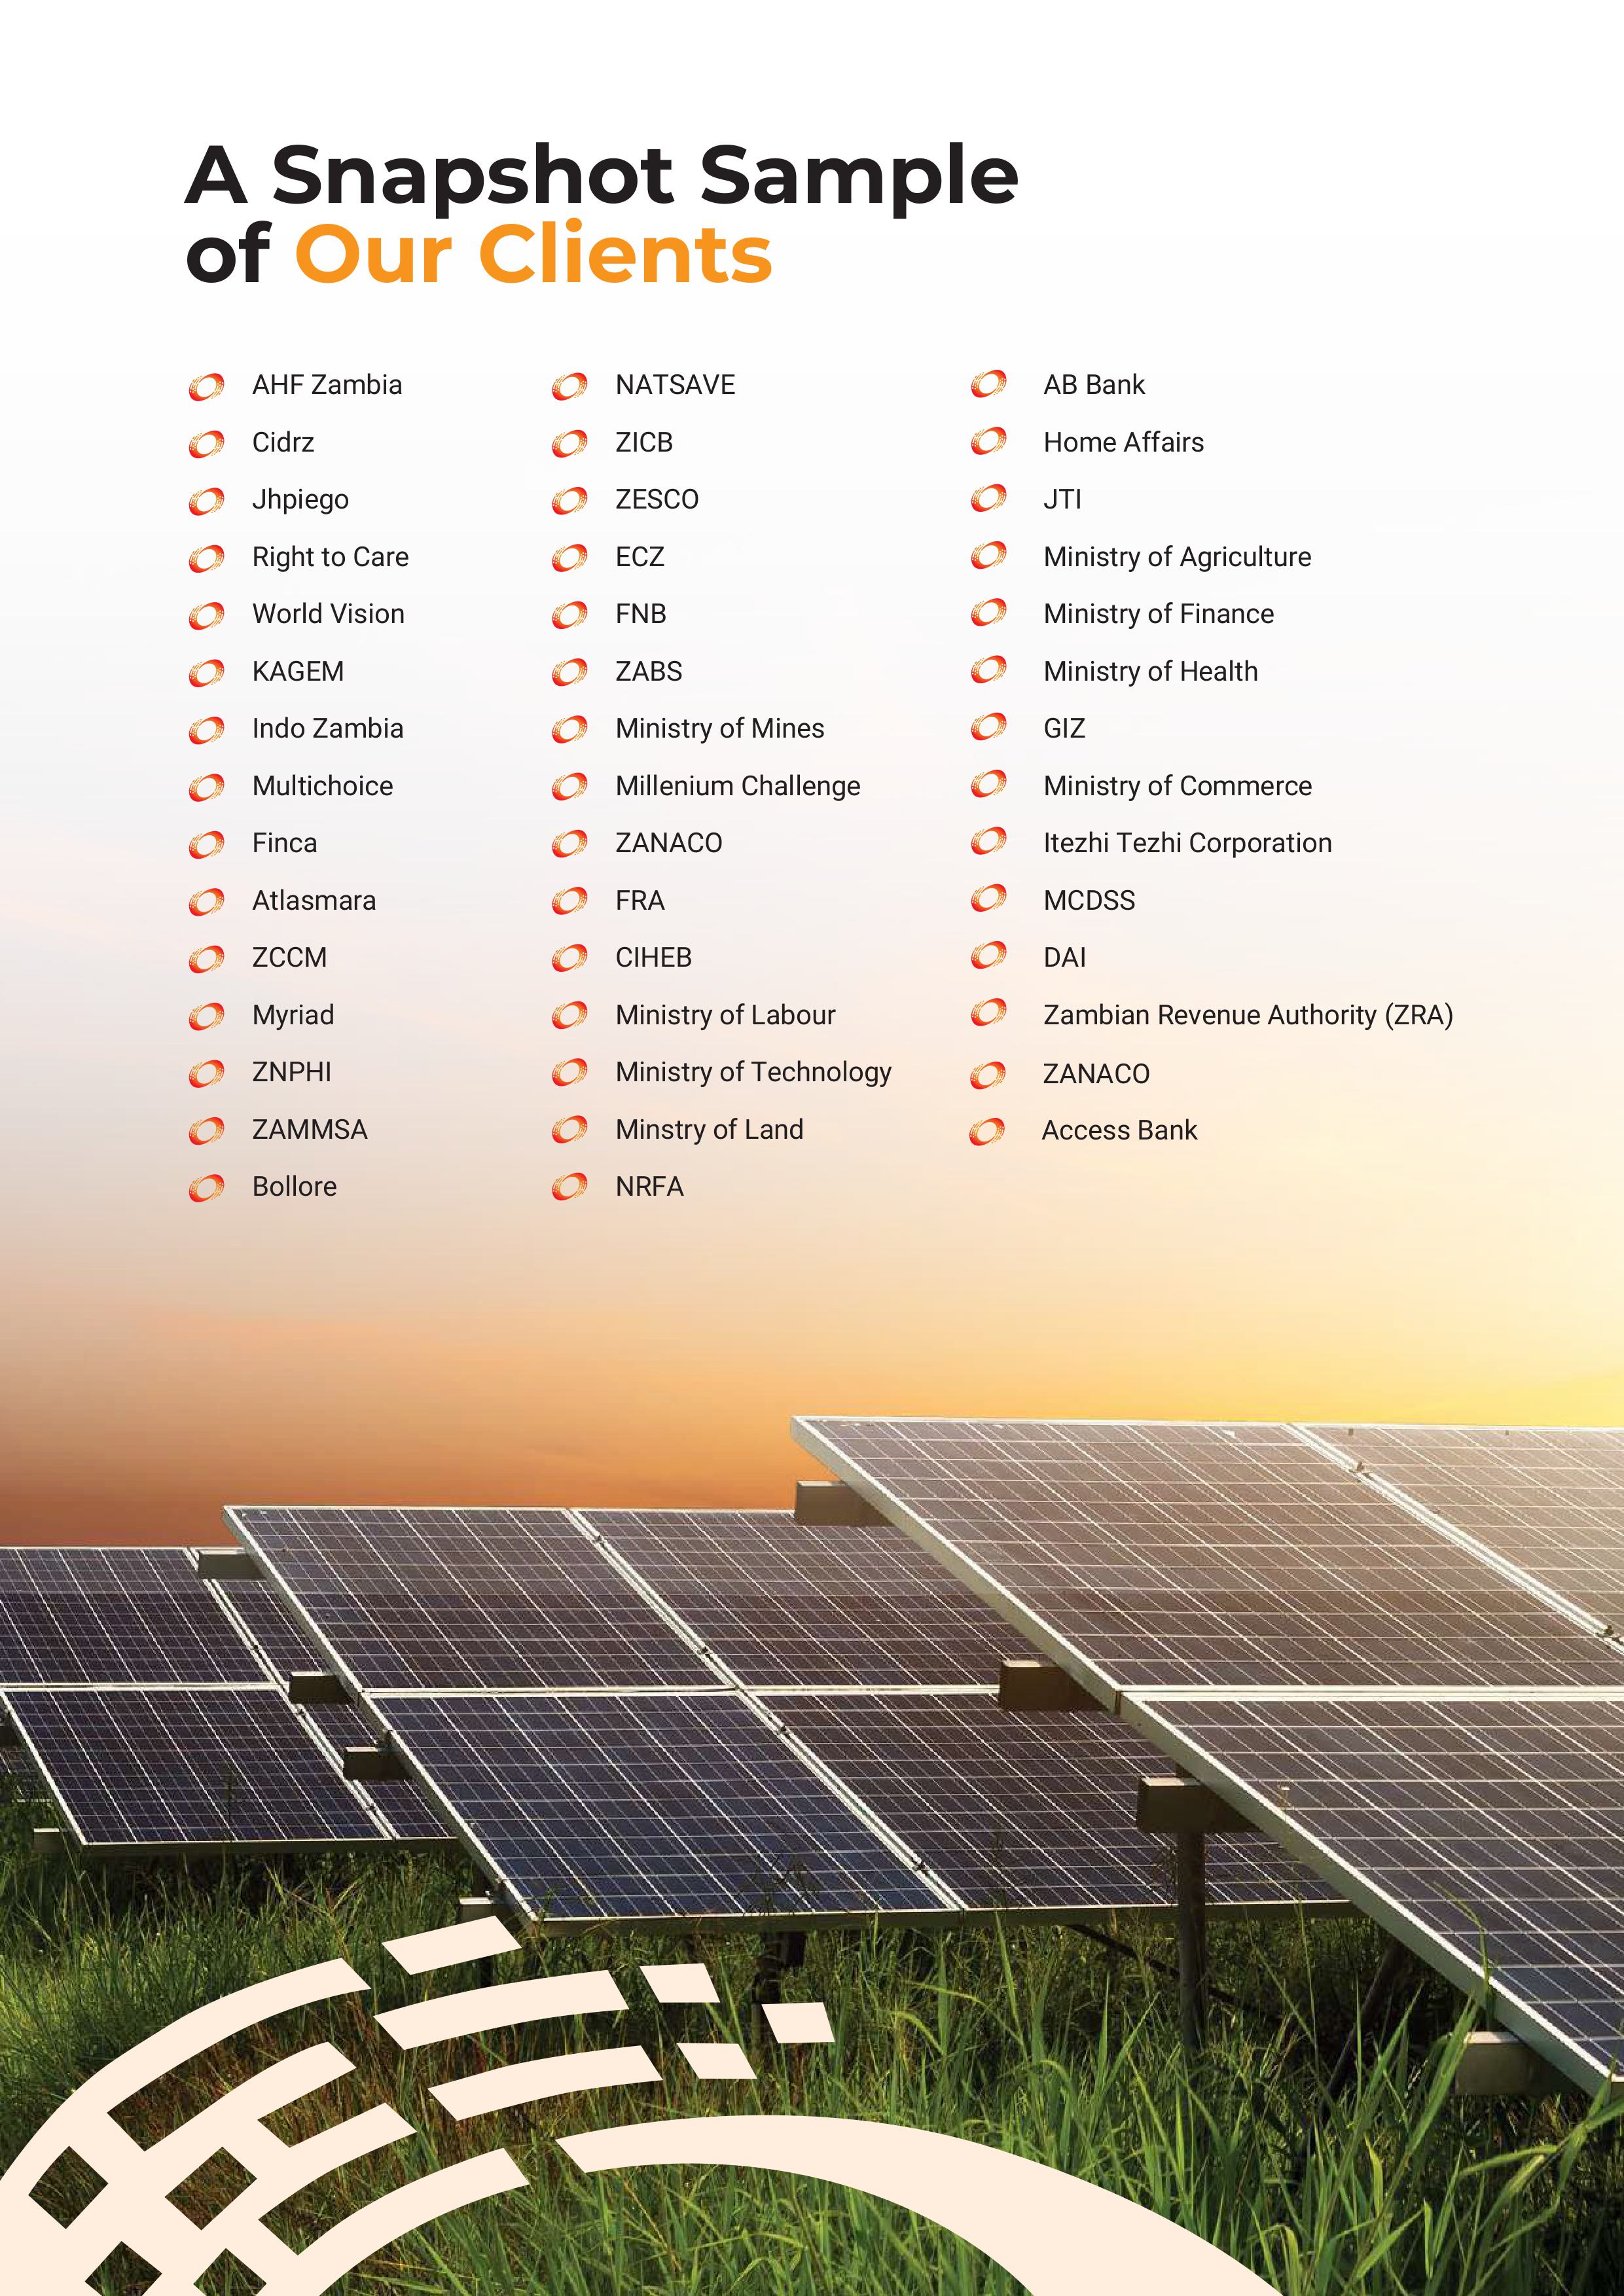 A Snapshot Sample
of Our Clients
AHF Zambia
Cidrz
Jhpiego
Right to Care
World Vision
KAGEM
Indo Zambia
Multichoice
Finca
Atlasmara
ZCCM
Myriad
ZNPHI
ZAMMSA
Bollore
NATSAVE
ZICB
ZESCO
ECZ
FNB
ZABS
Ministry of Mines
Millenium Challenge
ZANACO
FRA
CIHEB
Ministry of Labour
Ministry of Technology
Minstry of Land
NRFA
AB Bank
Home Affairs
JTI
Ministry of Agriculture
Ministry of Finance
Ministry of Health
GIZ
Ministry of Commerce
Itezhi Tezhi Corporation
MCDSS
DAI
Zambian Revenue Authority (ZRA)
ZANACO
Access Bank